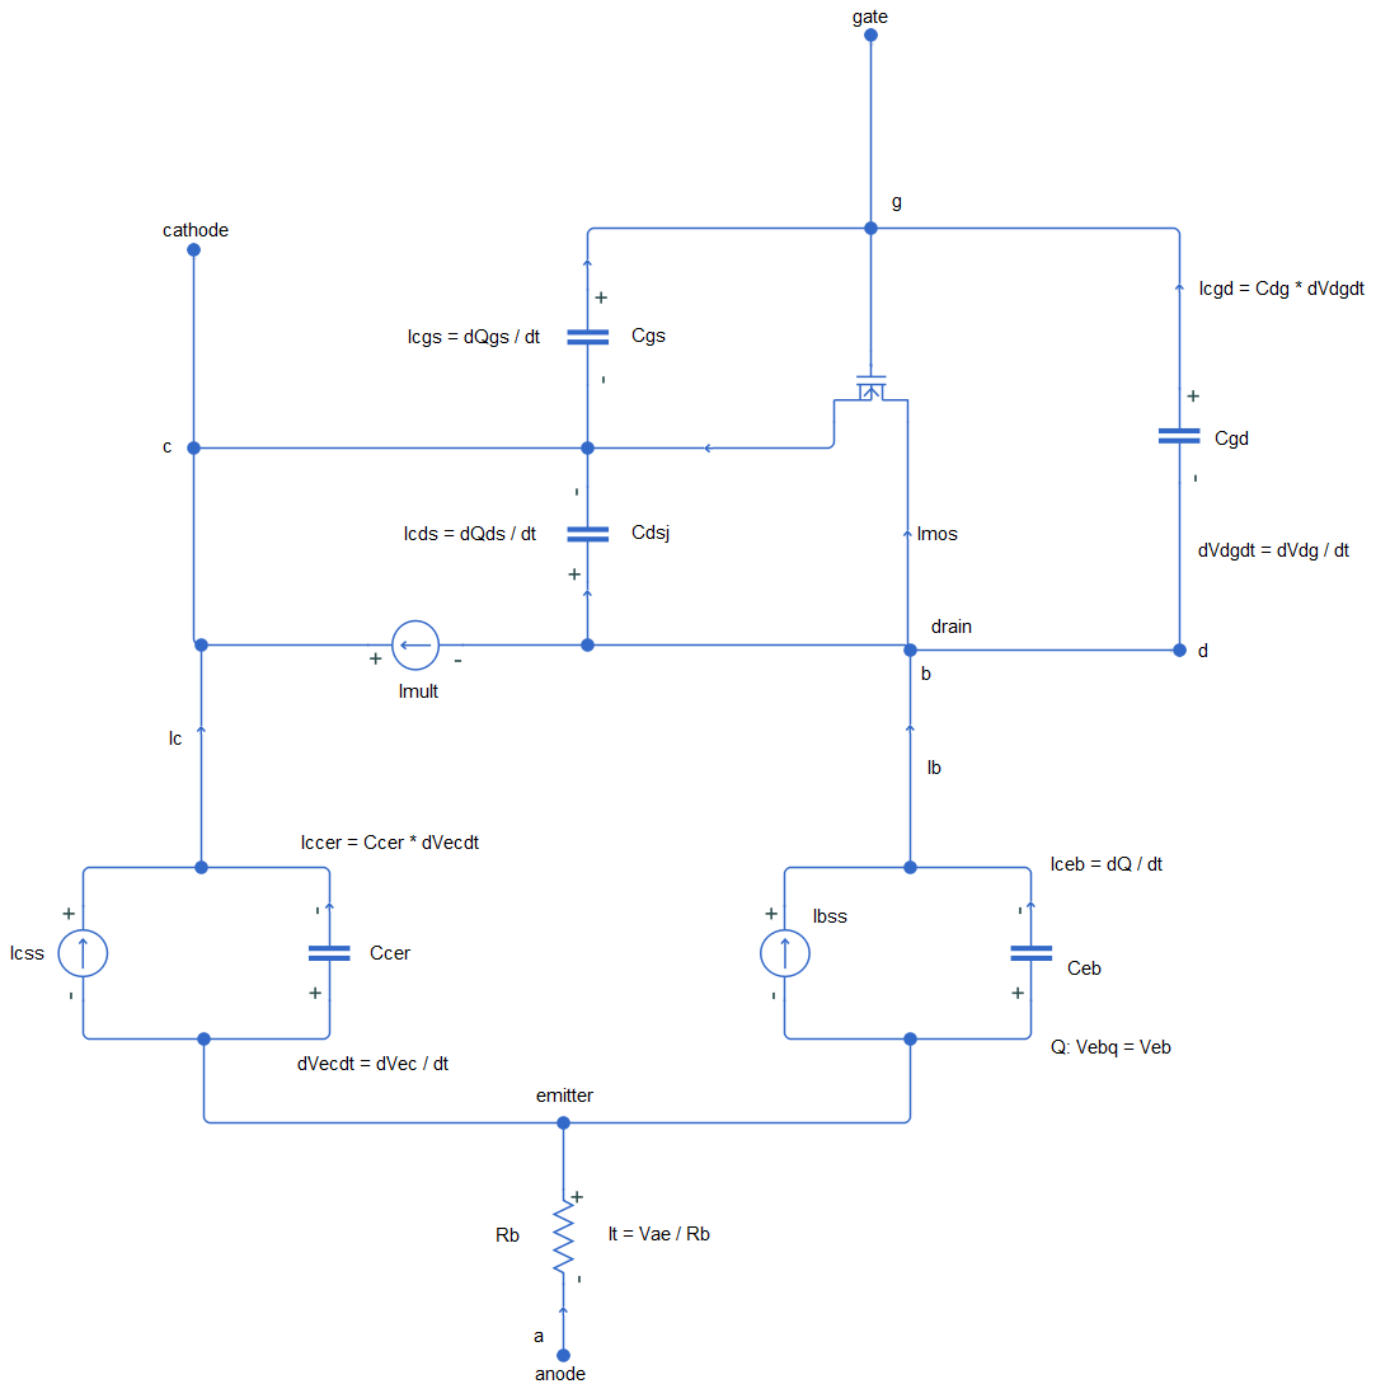 gate
g
cathode
Icgd = Cdg * dVdgdt
+
Icgs = dQgs / dt
Cgs
-
+
Cgd
c
-
-
Icds = dQds / dt
Cdsj
Imos
dVdgdt = dVdg / dt
+
drain
d
+
-
b
Imult
Ic
Ib
Iccer = Ccer * dVecdt
Iceb = dQ / dt
+
-
+
Ibss
-
Icss
Ccer
Ceb
-
+
-
+
Q: Vebq = Veb
dVecdt = dVec / dt
emitter
+
Rb
It = Vae / Rb
-
a
anode